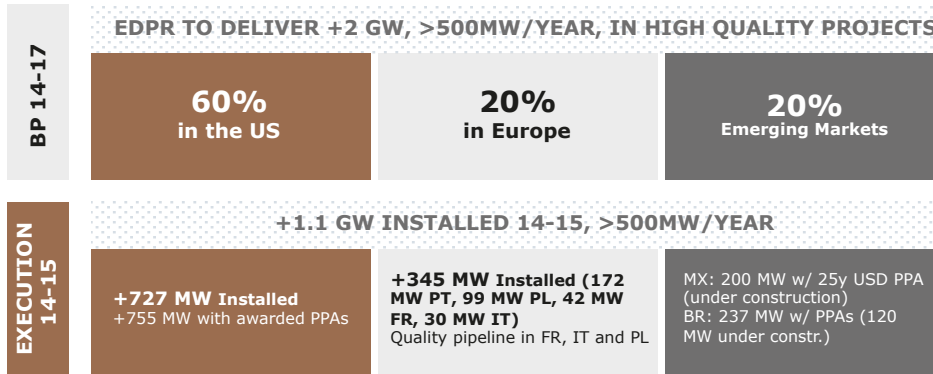 BP 14-17
EDPR TO DELIVER +2 GW, >500MW/YEAR, IN HIGH QUALITY PROJECTS
60%
in the US
20%
in Europe
20%
Emerging Markets
EXECUTION
14-15
+1.1 GW INSTALLED 14-15, >500MW/YEAR
+727 MW Installed
+755 MW with awarded PPAs
+345 MW Installed (172
MW PT, 99 MW PL, 42 MW
FR, 30 MW IT)
Quality pipeline in FR, IT and PL
MX: 200 MW w/ 25y USD PPA
(under construction)
BR: 237 MW w/ PPAs (120
MW under constr.)